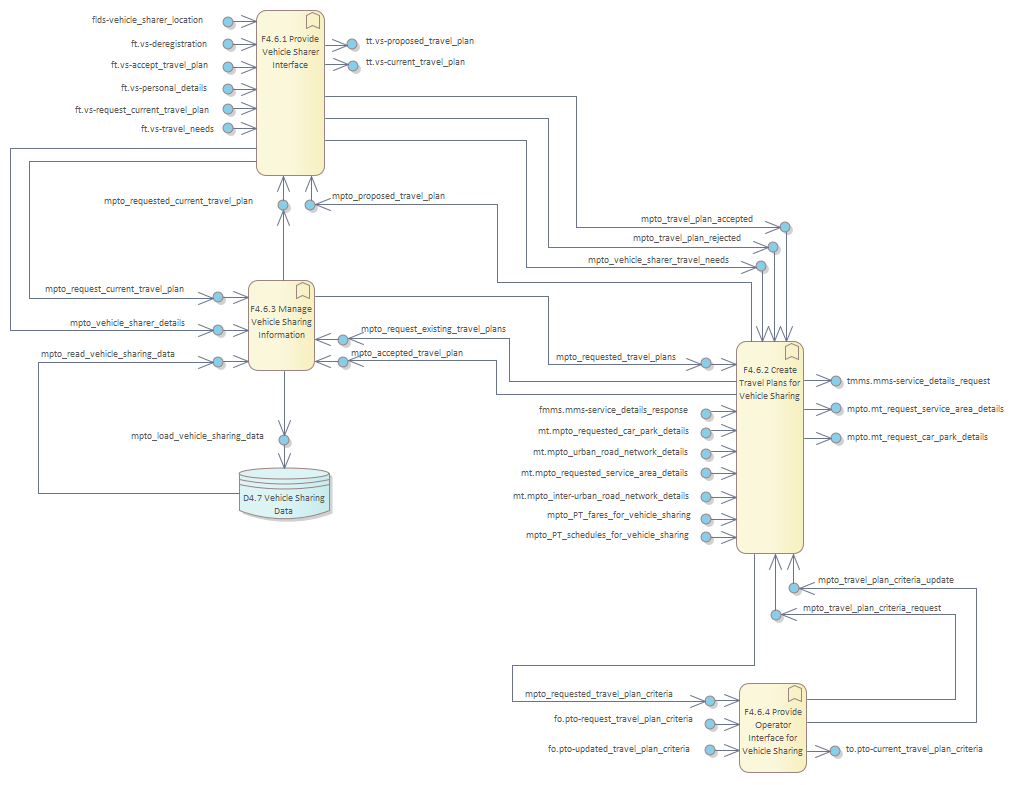 flds-vehicle_sharer_location
ft.vs-deregistration
ft.vs-accept_travel_plan
ft.vs-personal_details
ft.vs-request_current_travel_plan
ft.vs-travel_needs
F4.6.1 Provide
Vehicle Sharer
Interface
tt.vs-proposed_travel_plan
tt.vs-current_travel_plan
mpto_requested_current_travel_plan
mpto_proposed_travel_plan
mpto_travel_plan_accepted
mpto_travel_plan_rejected
mpto_vehicle_sharer_travel_needs
mpto_request_current_travel_plan
mpto_vehicle_sharer_details
mpto_read_vehicle_sharing_data
F4.6.3 Manage
Vehicle Sharing
Information
mpto_request_existing_travel_plans
mpto_accepted_travel_plan
mpto_requested_travel_plans
F4.6.2 Create
Travel Plans for
Vehicle Sharing
tmms.mms-service_details_request
mpto.mt_request_service_area_details
mpto.mt_request_car_park_details
fmms.mms-service_details_response
mt.mpto_requested_car_park_details
mt.mpto_urban_road_network_details
mt.mpto_requested_service_area_details
mt.mpto_inter-urban_road_network_details
mpto_PT_fares_for_vehicle_sharing
mpto_PT_schedules_for_vehicle_sharing
mpto_load_vehicle_sharing_data
D4.7 Vehicle Sharing
Data
mpto_travel_plan_criteria_update
mpto_travel_plan_criteria_request
mpto_requested_travel_plan_criteria
fo.pto-request_travel_plan_criteria
fo.pto-updated_travel_plan_criteria
F4.6.4 Provide
Operator
Interface for
Vehicle Sharing
to.pto-current_travel_plan_criteria